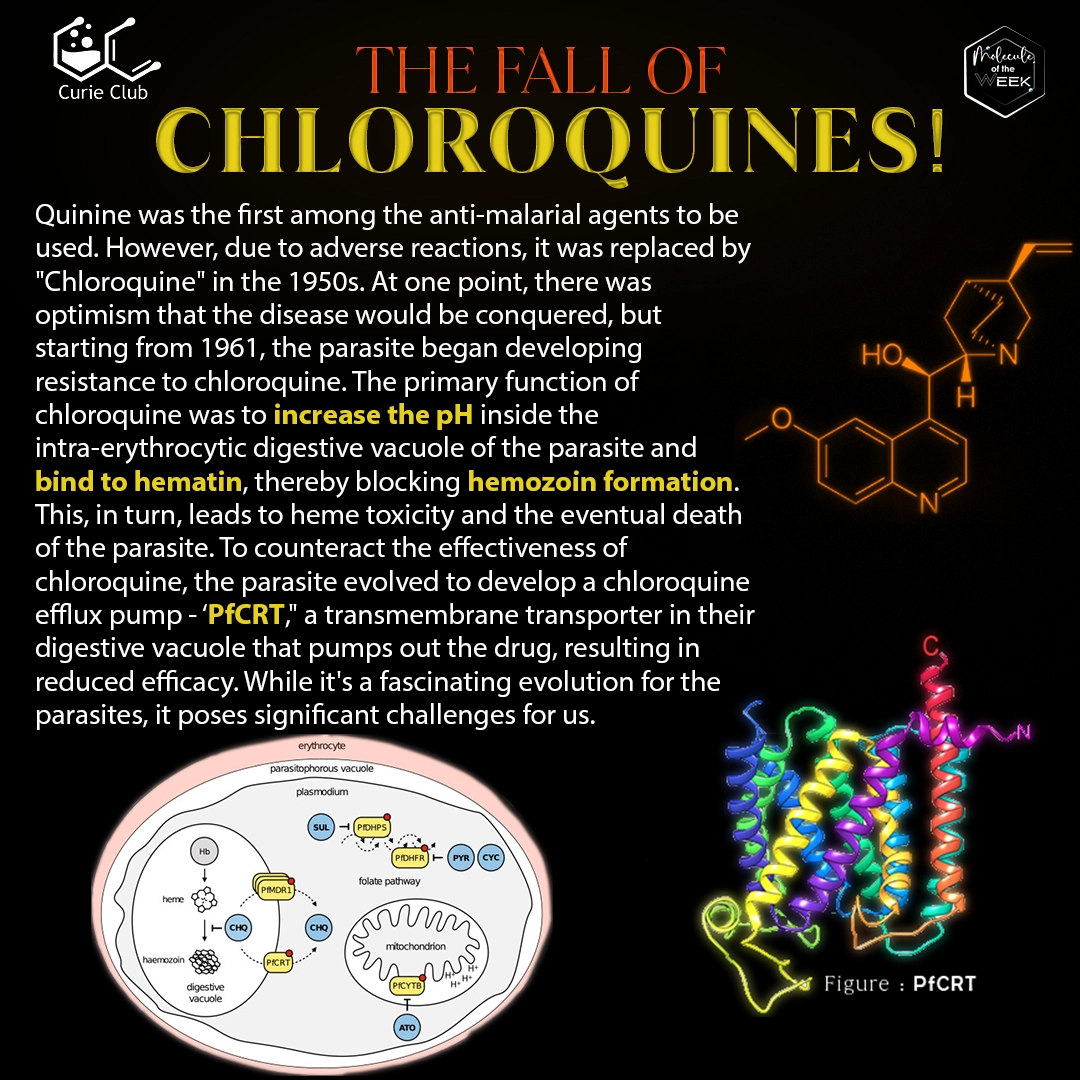 Curie Club
THE FALL OF
CHLOROQUINES!
Molecule
of the
WEEK
Quinine was the first among the anti-malarial agents to be
used. However, due to adverse reactions, it was replaced by
"Chloroquine" in the 1950s. At one point, there was
optimism that the disease would be conquered, but
starting from 1961, the parasite began developing
resistance to chloroquine. The primary function of
chloroquine was to increase the pH inside the
intra-erythrocytic digestive vacuole of the parasite and
bind to hematin, thereby blocking hemozoin formation.
This, in turn, leads to heme toxicity and the eventual death
of the parasite. To counteract the effectiveness of
chloroquine, the parasite evolved to develop a chloroquine
efflux pump - ‘PfCRT," a transmembrane transporter in their
digestive vacuole that pumps out the drug, resulting in
reduced efficacy. While it's a fascinating evolution for the
parasites, it poses significant challenges for us.
HO
N
H
O
N
erythrocyte
parasitophorous vacuole
plasmodium
SUL
PfDHPS
PfDHFR
PYR
CYC
folate pathway
Hb
heme
PfMDR1
CHQ
CHQ
haemozoin
PfCRT
digestive
vacuole
mitochondrion
H+
H+
H+
H+
PfCYTB
ATO
C
N
Figure : PfCRT